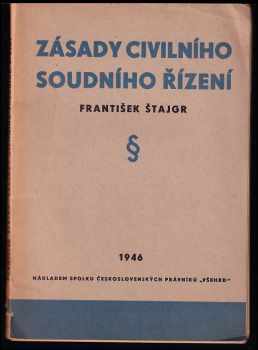 ZÁSADY CIVILNÍHO
SOUDNÍHO ŘÍZENÍ
FRANTIŠEK ŠTAJGR
§
1946
NÁKLADEM SPOLKU ČESKOSLOVENSKÝCH PRÁVNÍKŮ „VŠEHRD“